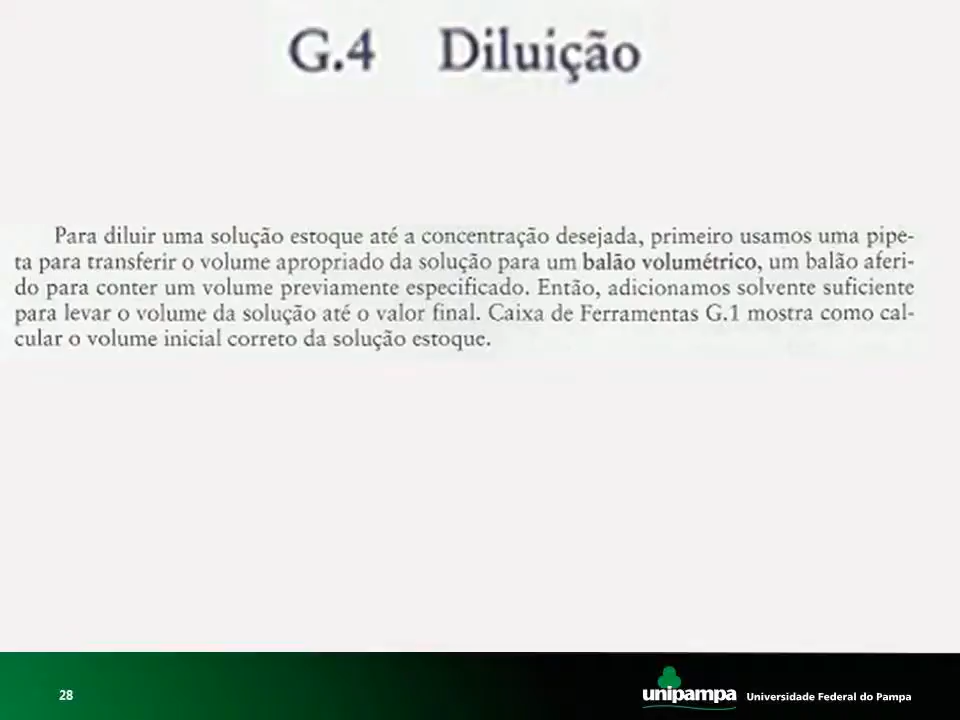 G.4 Diluição
Para diluir uma solução estoque até a concentração desejada, primeiro usamos uma pipe-
ta para transferir o volume apropriado da solução para um balão volumétrico, um balão aferi-
do para conter um volume previamente especificado. Então, adicionamos solvente suficiente
para levar o volume da solução até o valor final. Caixa de Ferramentas G.1 mostra como cal-
cular o volume inicial correto da solução estoque.
28
unipampa Universidade Federal do Pampa